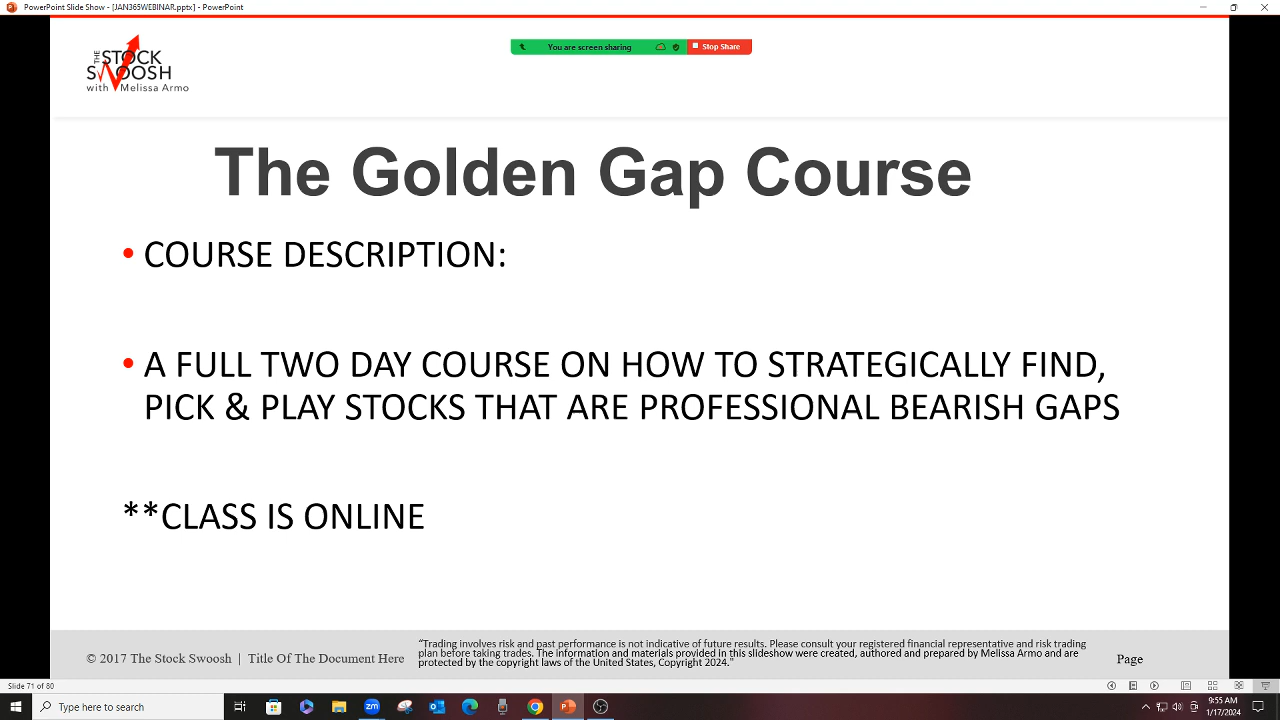 PowerPoint Slide Show - [JAN365WEBINAR.pptx] - PowerPoint
You are screen sharing
Stop Share
THE STOCK
SWOOSH
with Melissa Armo
The Golden Gap Course
• COURSE DESCRIPTION:
• A FULL TWO DAY COURSE ON HOW TO STRATEGICALLY FIND,
PICK & PLAY STOCKS THAT ARE PROFESSIONAL BEARISH GAPS
**CLASS IS ONLINE
© 2017 The Stock Swoosh | Title Of The Document Here
“Trading involves risk and past performance is not indicative of future results. Please consult your registered financial representative and risk trading
plan before taking trades. The information and materials provided in this slideshow were created, authored and prepared by Melissa Armo and are
protected by the copyright laws of the United States, Copyright 2024."
Page
Slide 71 of 80
Type here to search
9:55 AM
1/17/2024